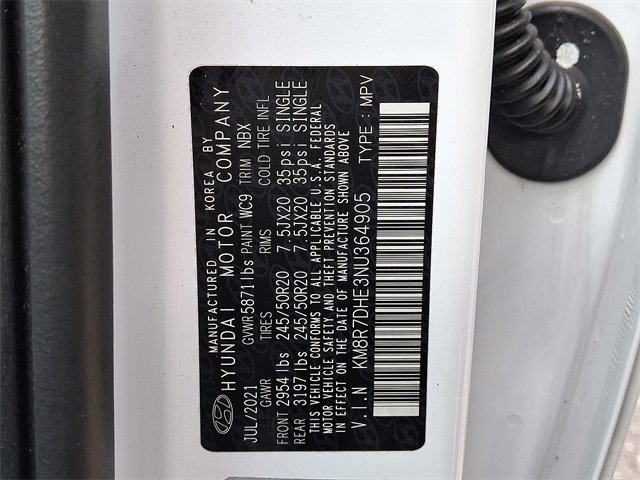 MANUFACTURED IN KOREA BY
HYUNDAI MOTOR COMPANY
JUL/2021 GVWR 5871 lbs PAINT WC9 TRIM NBX
GAWR TIRES RIMS COLD TIRE INFL
FRONT 2954 lbs 245/50R20 7.5JX20 35psi SINGLE
REAR 3197 lbs 245/50R20 7.5JX20 35psi SINGLE
THIS VEHICLE CONFORMS TO ALL APPLICABLE U.S.A. FEDERAL
MOTOR VEHICLE SAFETY AND THEFT PREVENTION STANDARDS
IN EFFECT ON THE DATE OF MANUFACTURE SHOWN ABOVE
V.I.N KM8R7DHE3NU364905 TYPE : MPV